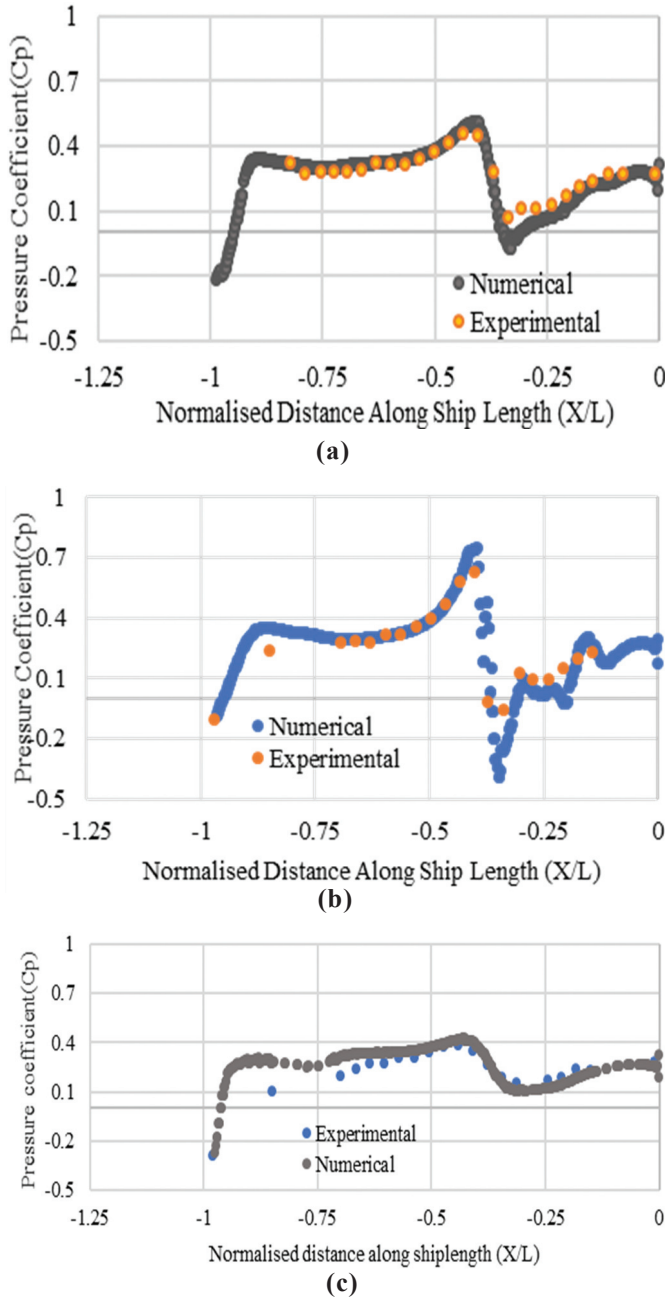 Pressure Coefficient(Cp)
1
0.7
0.4
0.1
-0.2
-0.5
Numerical
Experimental
-1.25 -1 -0.75 -0.5 -0.25 0
Normalised Distance Along Ship Length (X/L)
(a)
Pressure Coefficient(Cp)
1
0.7
0.4
0.1
-0.2
-0.5
Numerical
Experimental
-1.25 -1 -0.75 -0.5 -0.25 0
Normalised Distance Along Ship Length (X/L)
(b)
Pressure coefficient(Cp)
1
0.7
0.4
0.1
-0.2
-0.5
Experimental
Numerical
-1.25 -1 -0.75 -0.5 -0.25 0
Normalised distance along shiplength (X/L)
(c)